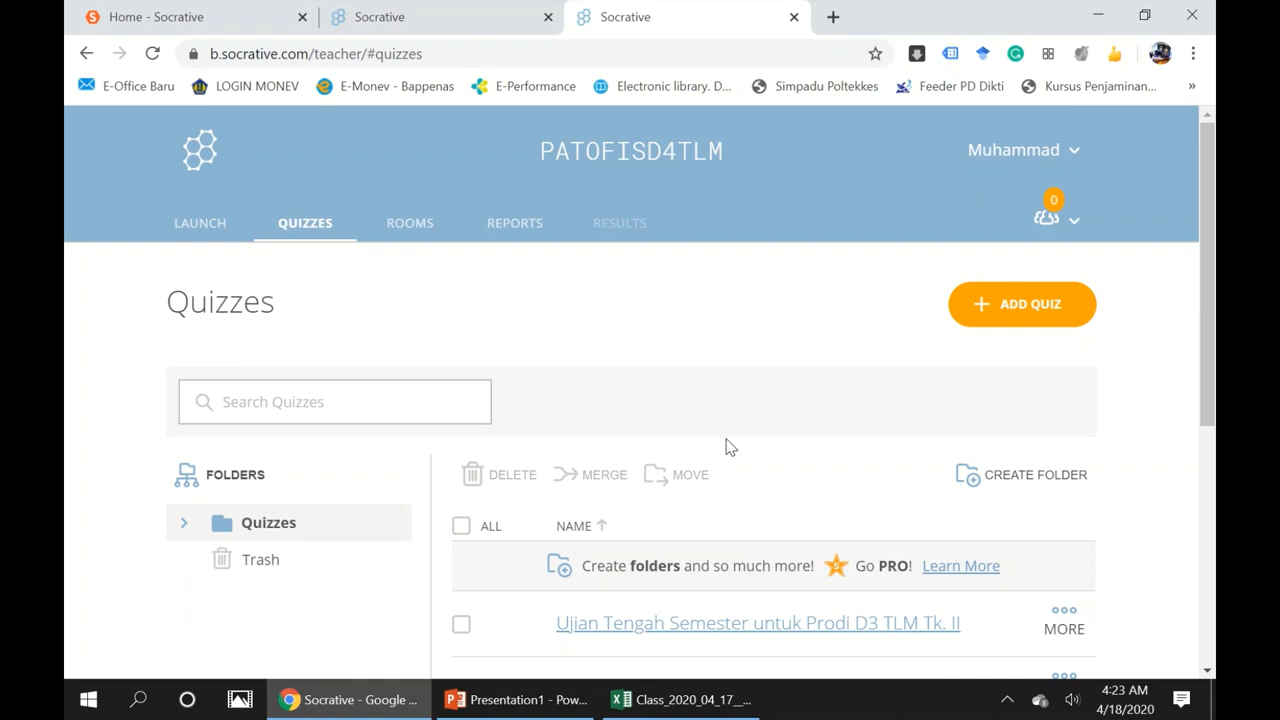 Home - Socrative
Socrative
Socrative
b.socrative.com/teacher/#quizzes
E-Office Baru
LOGIN MONEV
E-Monev - Bappenas
E-Performance
Electronic library. D...
Simpadu Poltekkes
Feeder PD Dikti
Kursus Penjaminan...
»
PATOFISD4TLM
Muhammad
0
LAUNCH
QUIZZES
ROOMS
REPORTS
RESULTS
Quizzes
+ ADD QUIZ
Search Quizzes
FOLDERS
DELETE
MERGE
MOVE
CREATE FOLDER
Quizzes
Trash
ALL
NAME
Create folders and so much more!
Go PRO!
Learn More
Ujian Tengah Semester untuk Prodi D3 TLM Tk. II
MORE
Socrative - Google ...
Presentation1 - Pow...
Class_2020_04_17__...
4:23 AM
4/18/2020